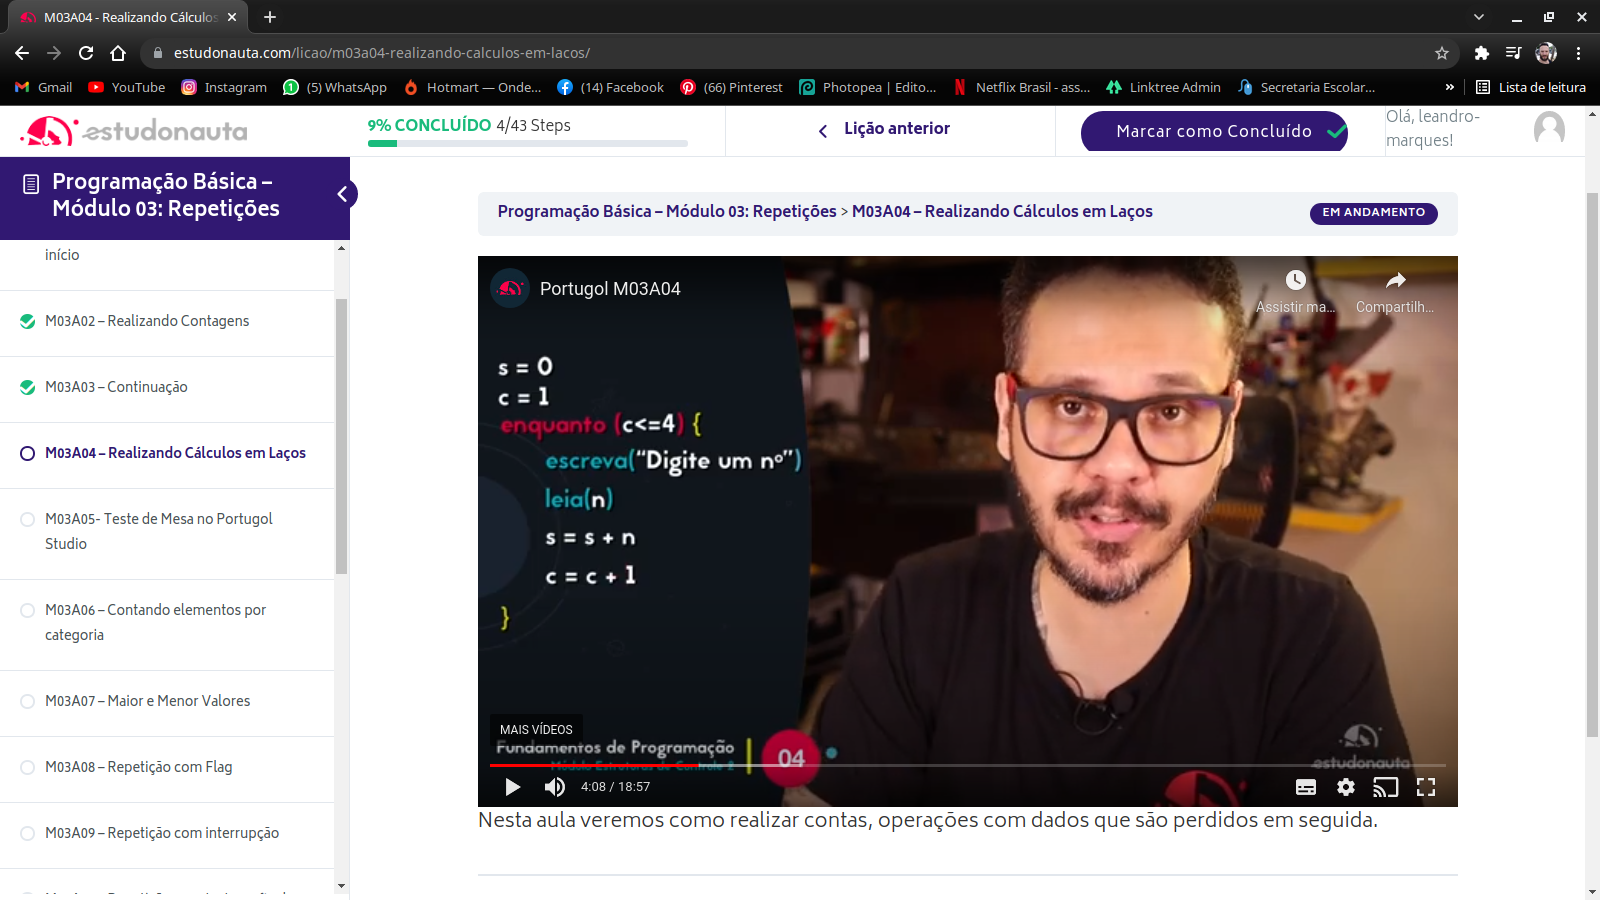 M03A04 - Realizando Cálculos
estudonauta.com/licao/m03a04-realizando-calculos-em-lacos/
Gmail
YouTube
Instagram
(5) WhatsApp
Hotmart — Onde...
(14) Facebook
(66) Pinterest
Photopea | Edito...
Netflix Brasil - ass...
Linktree Admin
Secretaria Escolar...
»
Lista de leitura
estudonauta
9% CONCLUÍDO 4/43 Steps
Lição anterior
Marcar como Concluído
Olá, leandro-
marques!
Programação Básica –
Módulo 03: Repetições
início
M03A02 – Realizando Contagens
M03A03 – Continuação
M03A04 – Realizando Cálculos em Laços
M03A05- Teste de Mesa no Portugol
Studio
M03A06 – Contando elementos por
categoria
M03A07 – Maior e Menor Valores
M03A08 – Repetição com Flag
M03A09 – Repetição com interrupção
Programação Básica – Módulo 03: Repetições > M03A04 – Realizando Cálculos em Laços
EM ANDAMENTO
Portugol M03A04
Assistir ma...
Compartilh...
s = 0
c = 1
enquanto (c<=4) {
escreva("Digite um nº")
leia(n)
s = s + n
c = c + 1
}
MAIS VÍDEOS
Fundamentos de Programação
Módulo Estruturas de Controle 2
04
estudonauta
4:08 / 18:57
Nesta aula veremos como realizar contas, operações com dados que são perdidos em seguida.